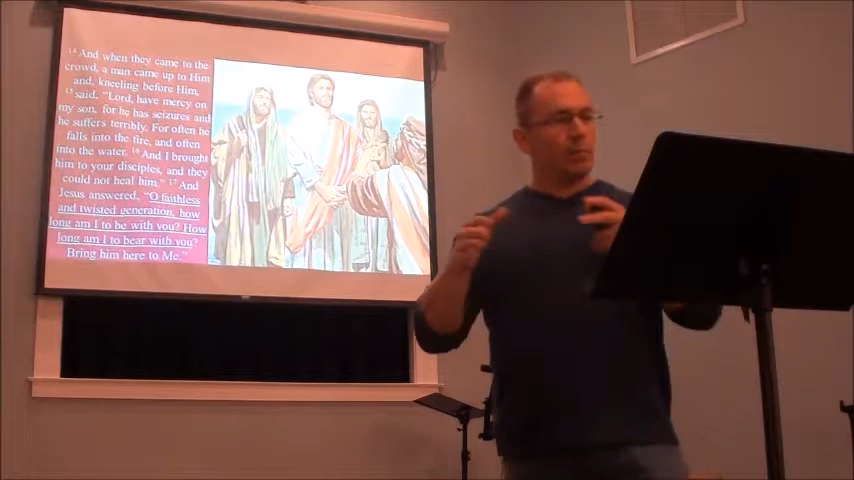 14 And when they came to the
crowd, a man came up to Him
and, kneeling before Him,
15 said, "Lord, have mercy on
my son, for he has seizures and
he suffers terribly. For often he
falls into the fire, and often
into the water. 16 And I brought
him to your disciples, and they
could not heal him." 17 And
Jesus answered, "O faithless
and twisted generation, how
long am I to be with you? How
long am I to bear with you?
Bring him here to Me."